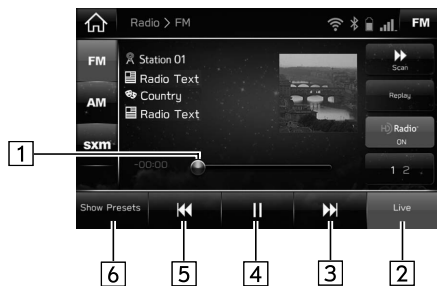 Radio > FM
FM
FM
AM
sxm
Station 01
Radio Text
Country
Radio Text
-00:00
Scan
Replay
HD Radio
ON
1 2
Show Presets
Live
1
6
5
4
3
2